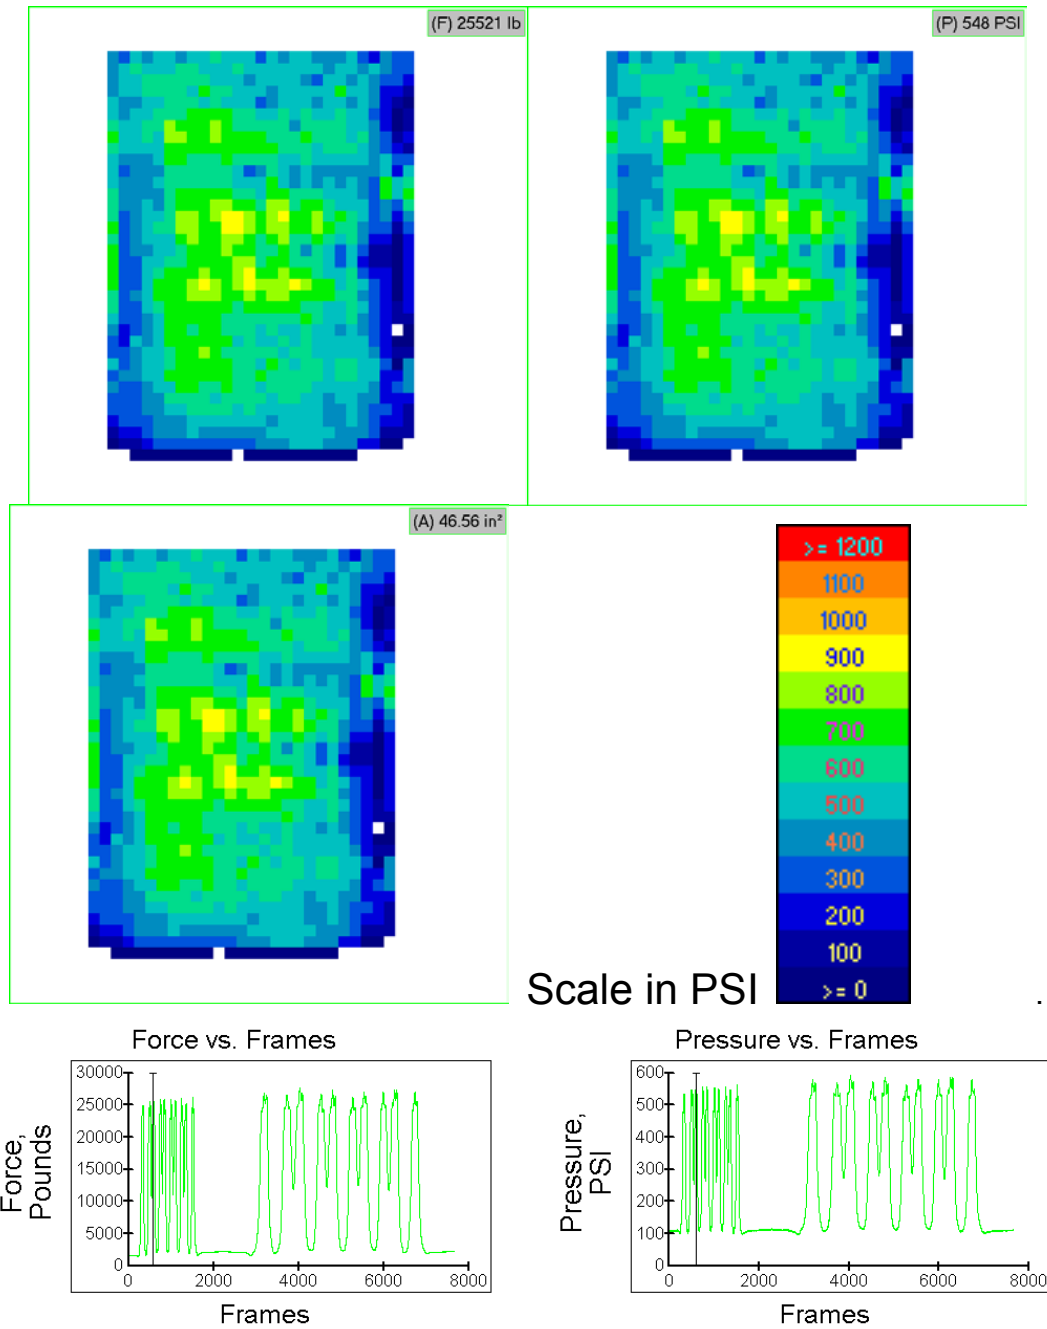 (F) 25521 lb
(P) 548 PSI
(A) 46.56 in²
>= 1200
1100
1000
900
800
700
600
500
400
300
200
100
>= 0
Scale in PSI
.
Force vs. Frames
30000
25000
20000
15000
10000
5000
0
0 2000 4000 6000 8000
Force, Pounds
Frames
Pressure vs. Frames
600
500
400
300
200
100
0
0 2000 4000 6000 8000
Pressure, PSI
Frames